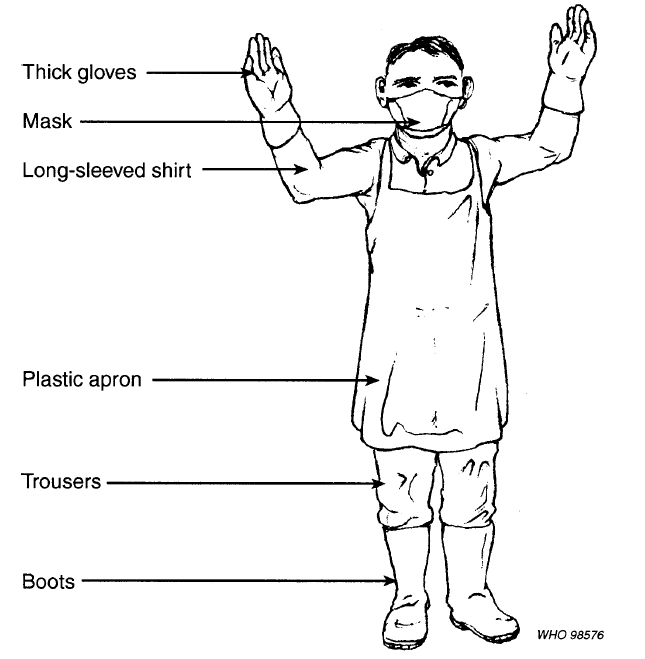 Thick gloves
Mask
Long-sleeved shirt
Plastic apron
Trousers
Boots
WHO 98576